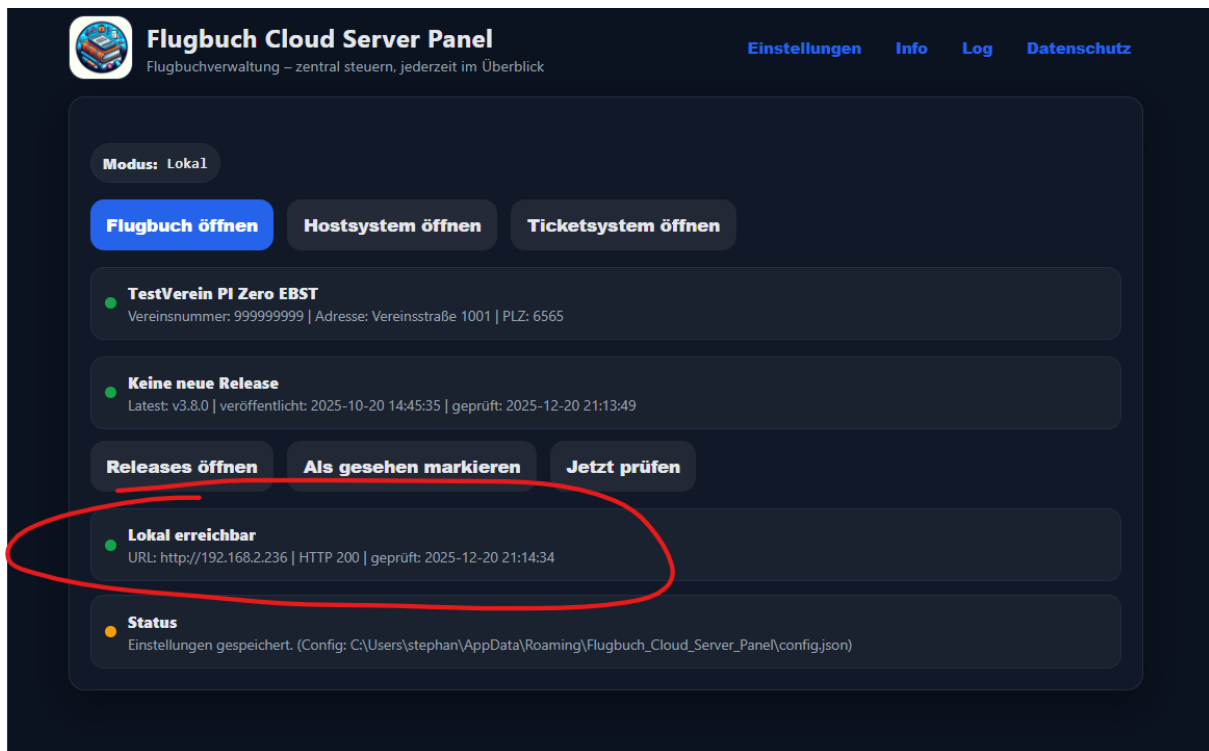 Flugbuch Cloud Server Panel
Flugbuchverwaltung – zentral steuern, jederzeit im Überblick
Einstellungen Info Log Datenschutz
Modus: Lokal
Flugbuch öffnen Hostsystem öffnen Ticketsystem öffnen
TestVerein PI Zero EBST
Vereinsnummer: 999999999 | Adresse: Vereinsstraße 1001 | PLZ: 6565
Keine neue Release
Latest: v3.8.0 | veröffentlicht: 2025-10-20 14:45:35 | geprüft: 2025-12-20 21:13:49
Releases öffnen Als gesehen markieren Jetzt prüfen
Lokal erreichbar
URL: http://192.168.2.236 | HTTP 200 | geprüft: 2025-12-20 21:14:34
Status
Einstellungen gespeichert. (Config: C:\Users\stephan\AppData\Roaming\Flugbuch_Cloud_Server_Panel\config.json)